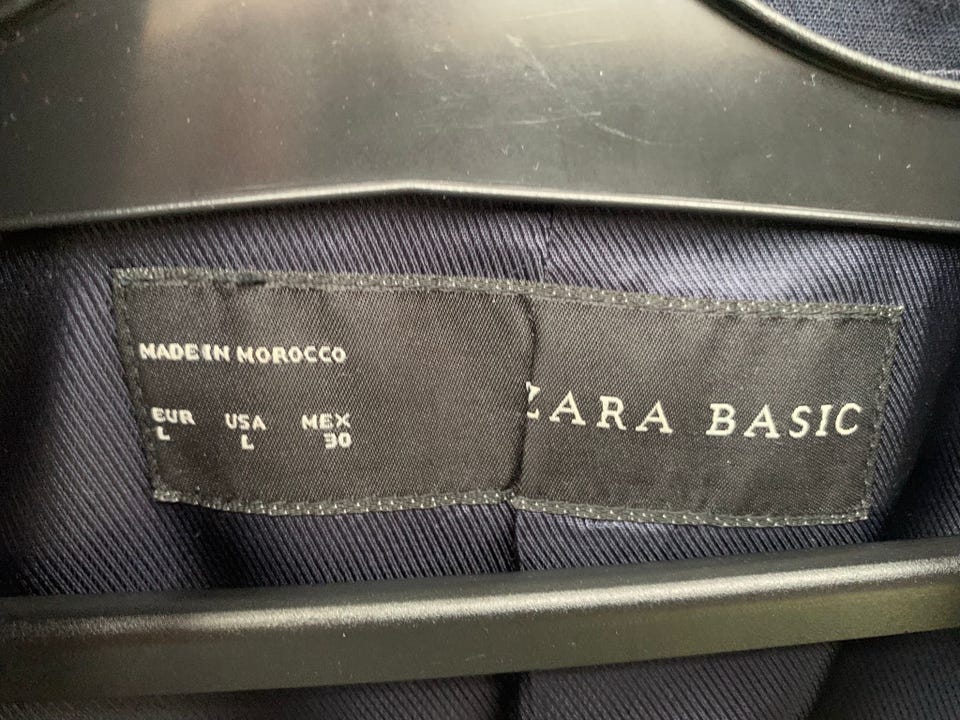 MADE IN MOROCCO
EUR USA MEX
L L 30
ZARA BASIC